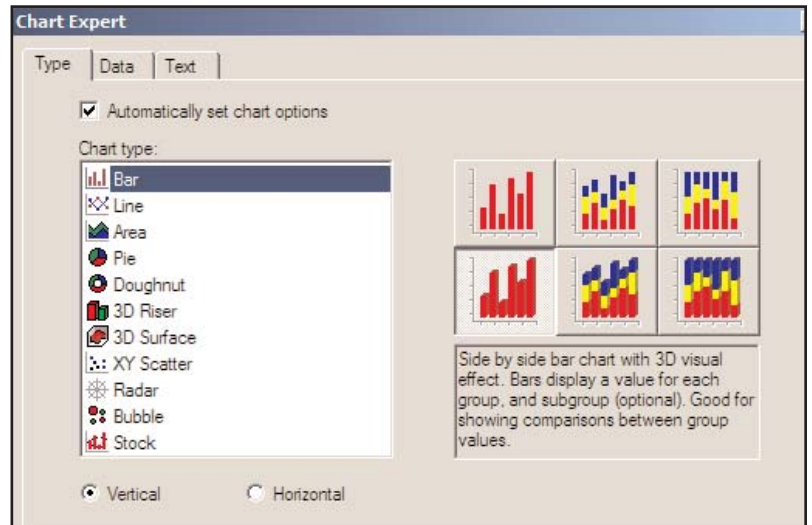 Chart Expert
Type Data Text
Automatically set chart options
Chart type:
Bar
Line
Area
Pie
Doughnut
3D Riser
3D Surface
XY Scatter
Radar
Bubble
Stock
Side by side bar chart with 3D visual
effect. Bars display a value for each
group, and subgroup (optional). Good for
showing comparisons between group
values.
Vertical Horizontal